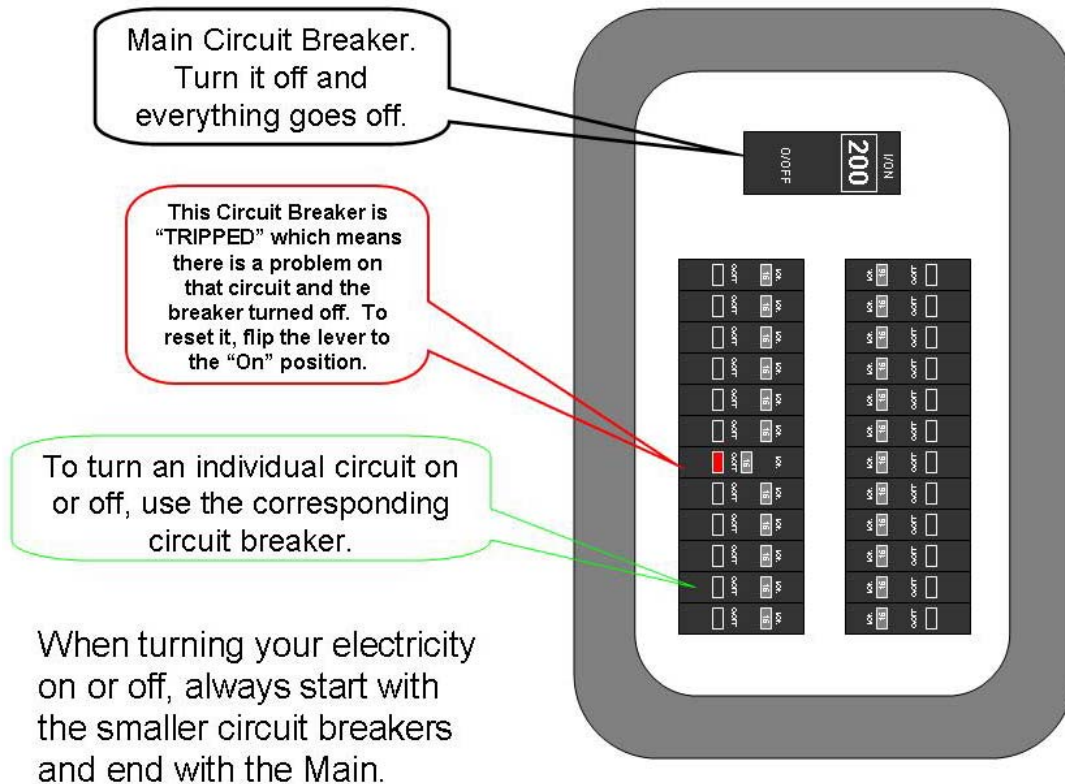 Main Circuit Breaker.
Turn it off and
everything goes off.
O/OFF
200
I/ON
This Circuit Breaker is
“TRIPPED” which means
there is a problem on
that circuit and the
breaker turned off. To
reset it, flip the lever to
the “On” position.
To turn an individual circuit on
or off, use the corresponding
circuit breaker.
When turning your electricity
on or off, always start with
the smaller circuit breakers
and end with the Main.